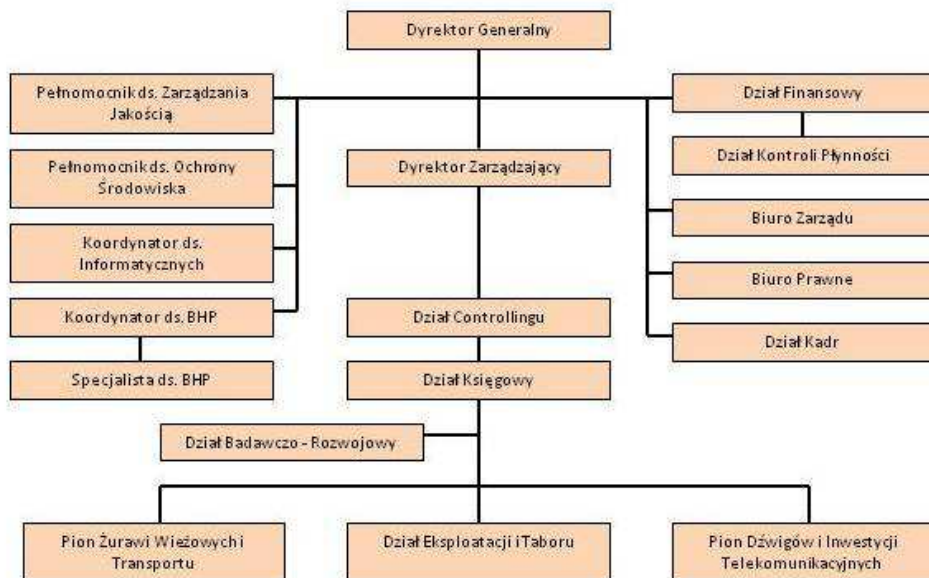 Dyrektor Generalny
Pełnomocnik ds. Zarządzania
Jakością
Dział Finansowy
Pełnomocnik ds. Ochrony
Środowiska
Dyrektor Zarządzający
Dział Kontroli Płynności
Koordynator ds.
Informatycznych
Biuro Zarządu
Biuro Prawne
Koordynator ds. BHP
Dział Controllingu
Dział Kadr
Specjalista ds. BHP
Dział Księgowy
Dział Badawczo - Rozwojowy
Pion Żurawi Wieżowych i
Transportu
Dział Eksploatacji i Taboru
Pion Dźwigów i Inwestycji
Telekomunikacyjnych